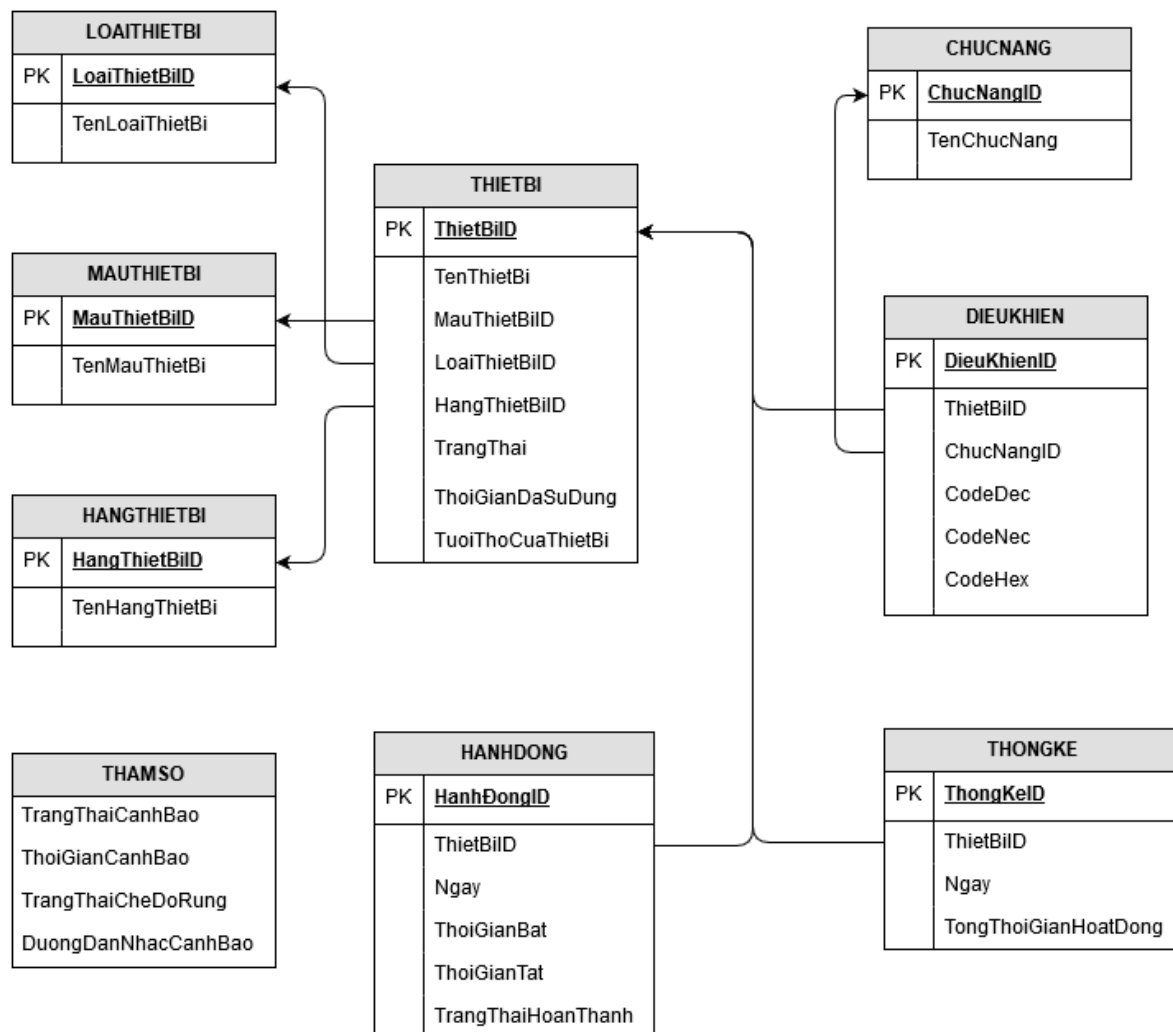 LOAITHIETBI
PK LoaiThietBiID
TenLoaiThietBi
MAUTHIETBI
PK MauThietBiID
TenMauThietBi
HANGTHIETBI
PK HangThietBiID
TenHangThietBi
THAMSO
TrangThaiCanhBao
ThoiGianCanhBao
TrangThaiCheDoRung
DuongDanNhacCanhBao
THIETBI
PK ThietBiID
TenThietBi
MauThietBiID
LoaiThietBiID
HangThietBiID
TrangThai
ThoiGianDaSuDung
TuoiThoCuaThietBi
HANHDONG
PK HanhĐongID
ThietBiID
Ngay
ThoiGianBat
ThoiGianTat
TrangThaiHoanThanh
CHUCNANG
PK ChucNangID
TenChucNang
DIEUKHIEN
PK DieuKhienID
ThietBiID
ChucNangID
CodeDec
CodeNec
CodeHex
THONGKE
PK ThongKeID
ThietBiID
Ngay
TongThoiGianHoatDong